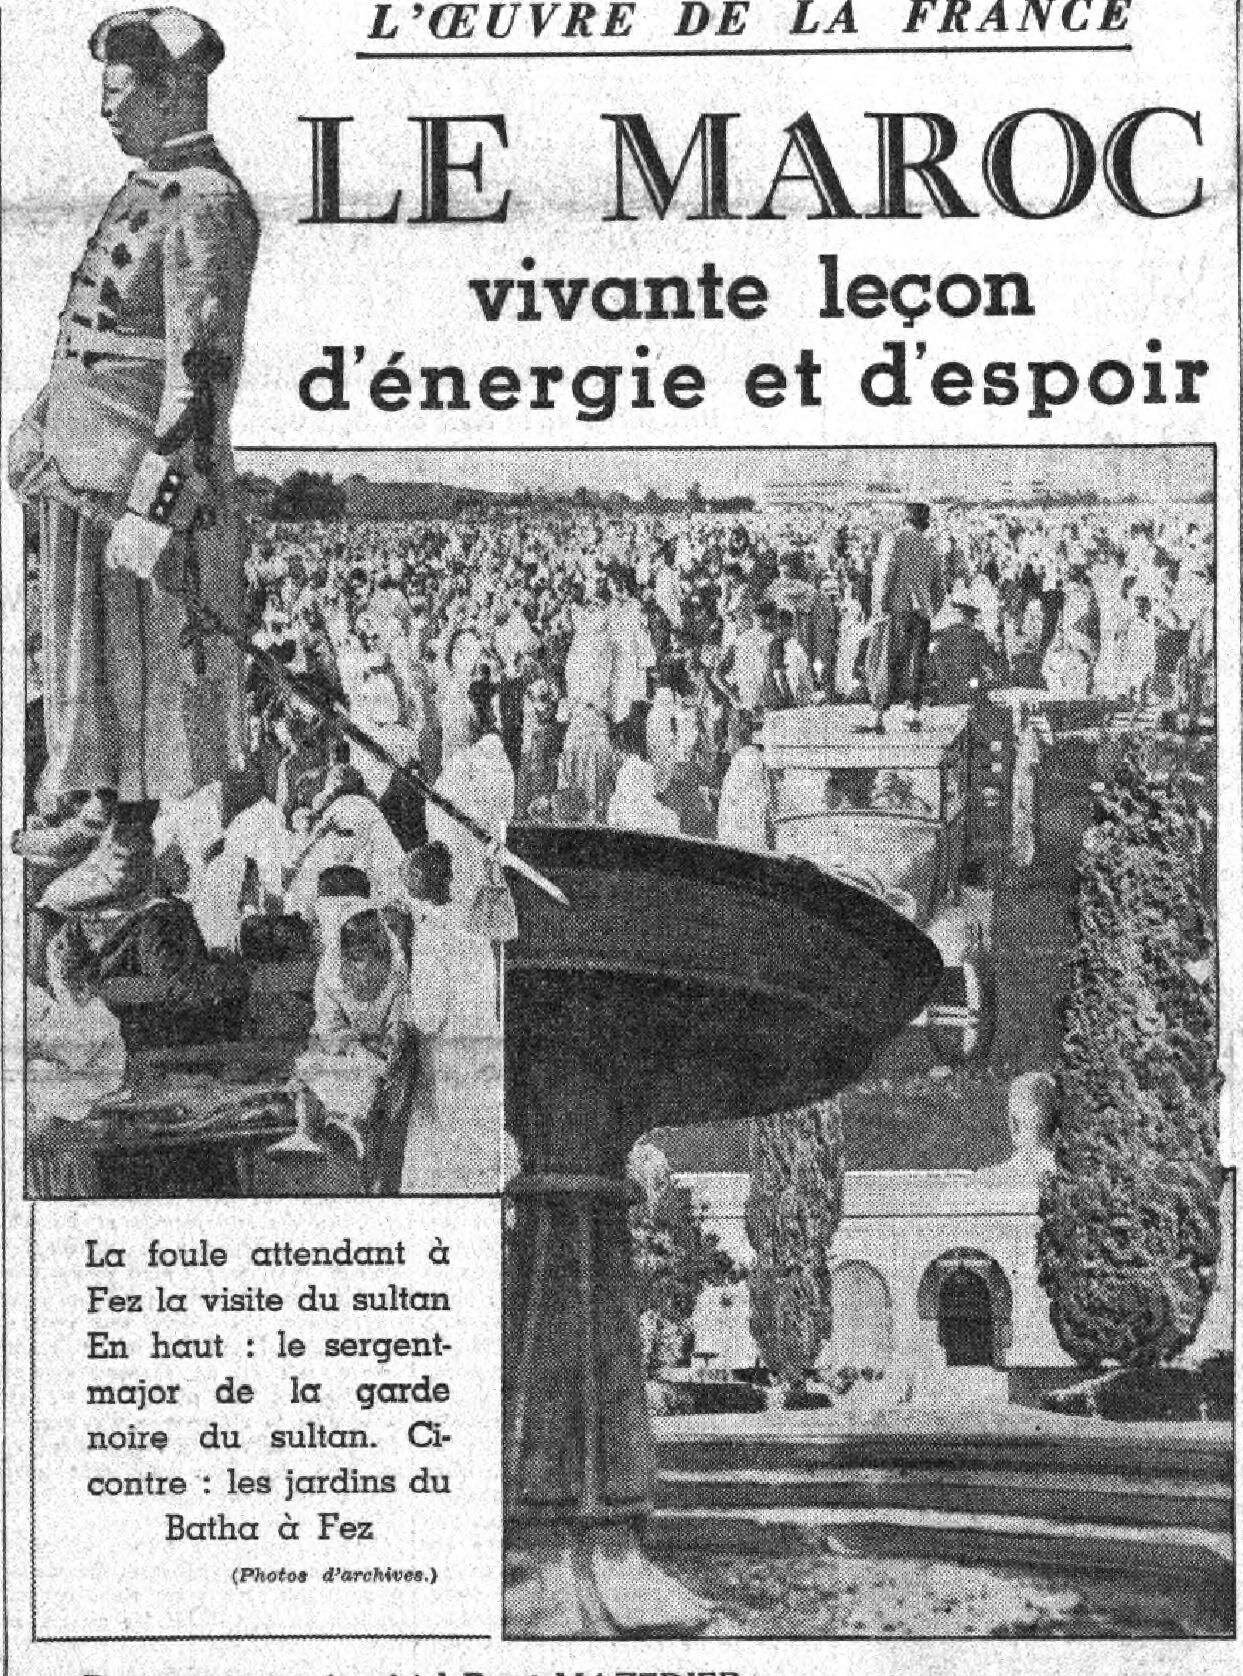 L'ŒUVRE DE LA FRANCE
LE MAROC
vivante leçon
d'énergie et d'espoir
La foule attendant à
Fez la visite du sultan
En haut : le sergent-
major de la garde
noire du sultan. Ci-
contre : les jardins du
Batha à Fez
(Photos d'archives.)